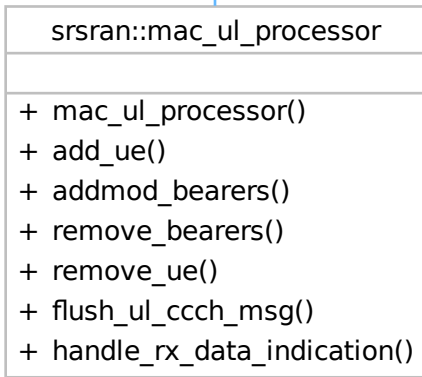 srsran::mac_ul_processor
+ mac_ul_processor()
+ add_ue()
+ addmod_bearers()
+ remove_bearers()
+ remove_ue()
+ flush_ul_ccch_msg()
+ handle_rx_data_indication()